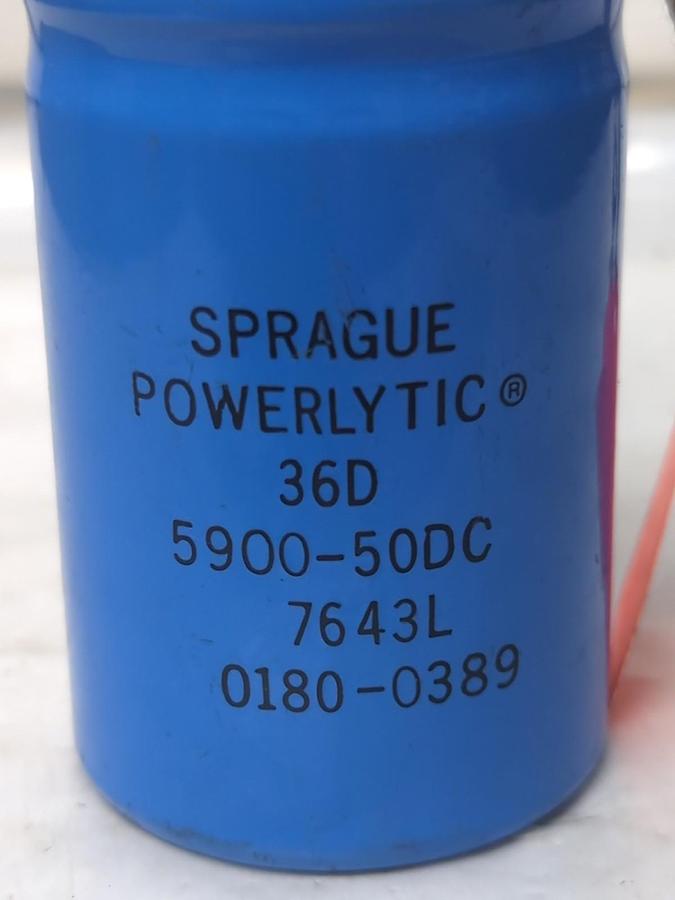 SPRAGUE
POWERLYTIC®
36D
5900-50DC
7643L
0180-0389